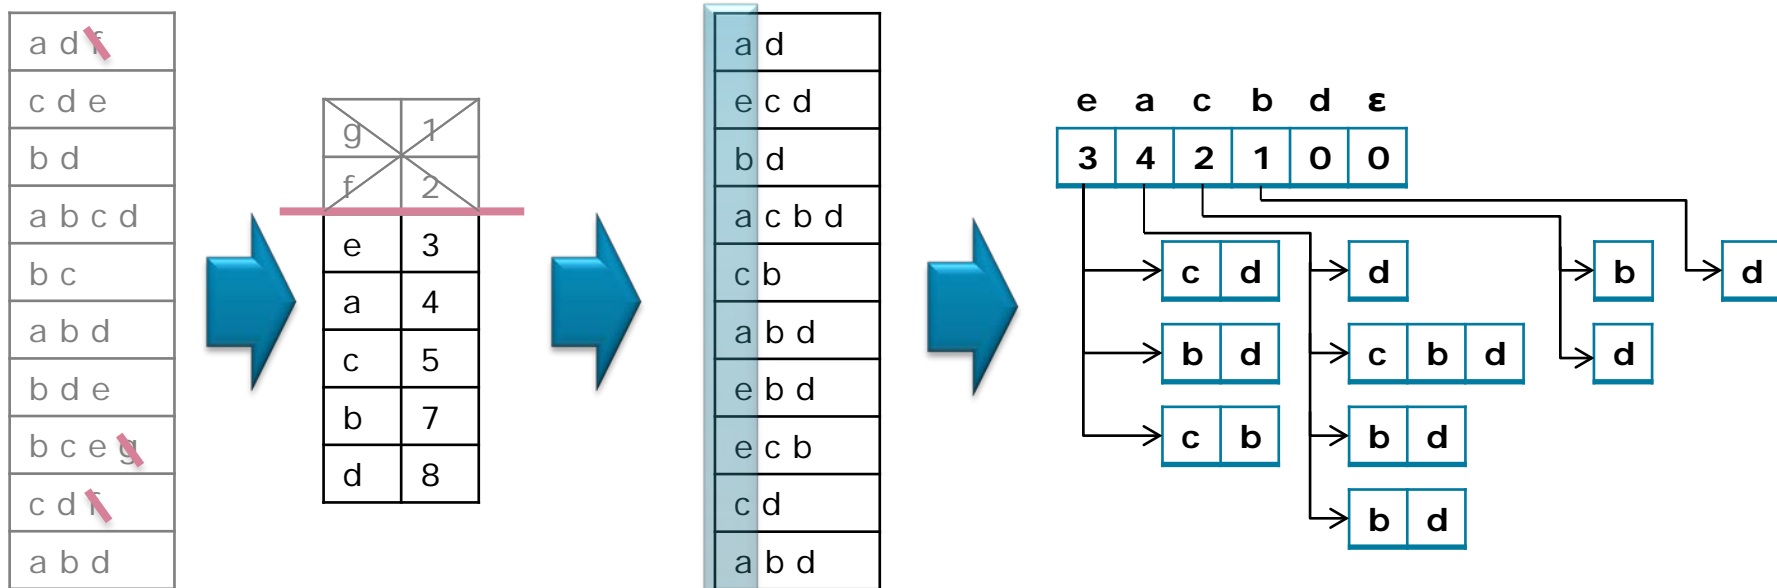 a d f
c d e
b d
a b c d
b c
a b d
b d e
b c e g
c d f
a b d
g 1
f 2
e 3
a 4
c 5
b 7
d 8
a d
e c d
b d
a c b d
c b
a b d
e b d
e c b
c d
a b d
e a c b d ε
3 4 2 1 0 0
c d
d
b
d
b d
c b d
d
c b
b d
b d